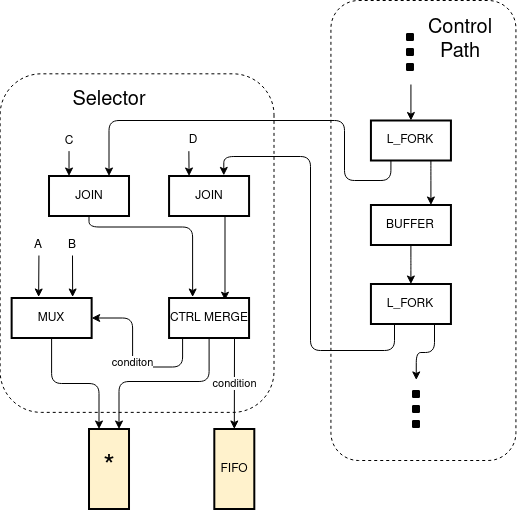 Control
Path
Selector
C
D
L_FORK
JOIN
JOIN
BUFFER
A
B
L_FORK
MUX
CTRL MERGE
conditon
condition
*
FIFO